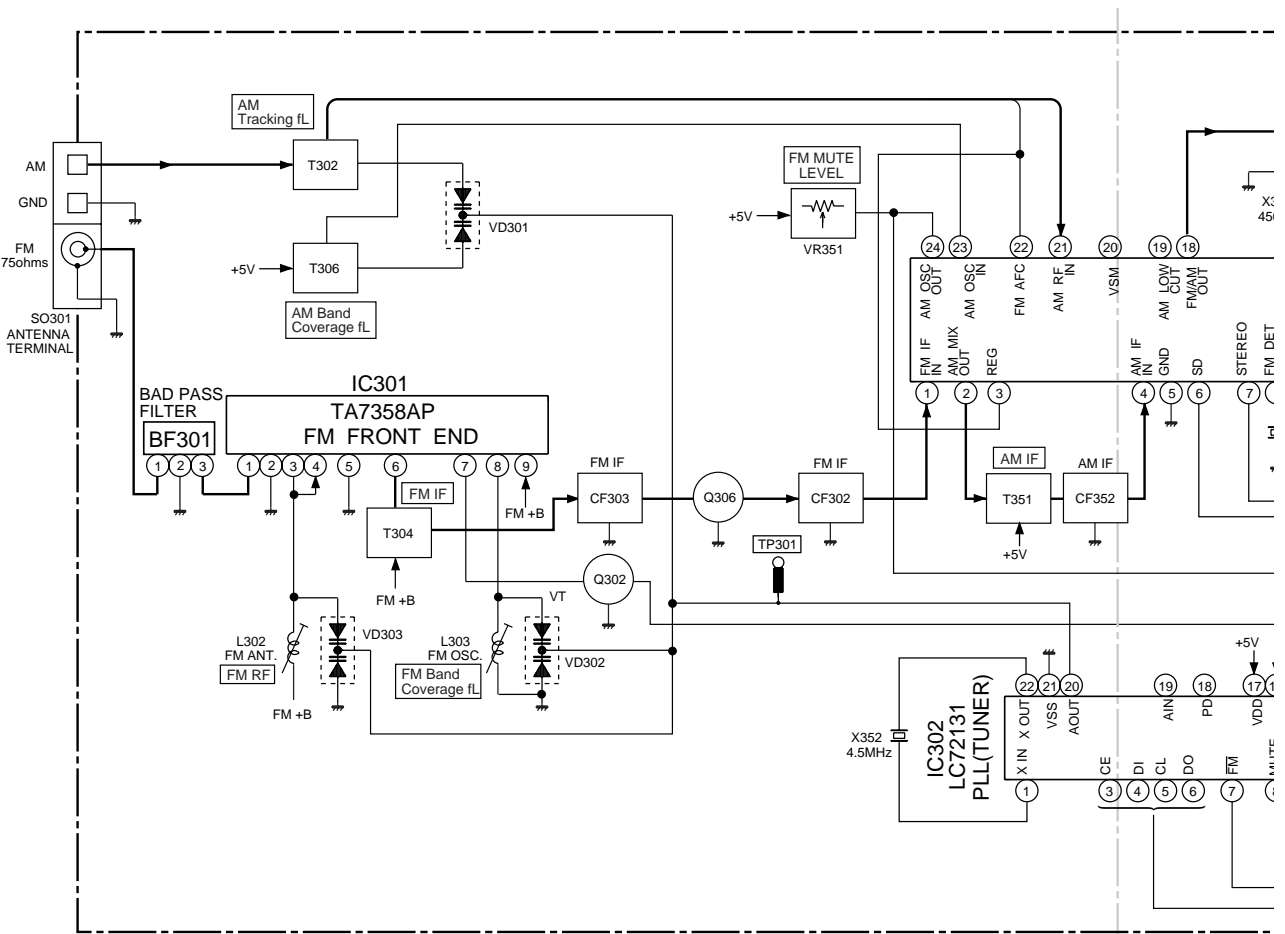 AM
Tracking fL
T302
AM
GND
FM
75ohms
SO301
ANTENNA
TERMINAL
+5V
T306
VD301
AM Band
Coverage fL
FM MUTE
LEVEL
+5V
VR351
24
23
22
21
20
19
18
AM OSC
OUT
AM OSC
IN
FM AFC
AM RF
IN
VSM
AM LOW
CUT
FM/AM
OUT
FM IF
IN
AM MIX
OUT
REG
AM IF
IN
GND
SD
STEREO
FM DET
1
2
3
4
5
6
7
BAD PASS
FILTER
BF301
1
2
3
IC301
TA7358AP
FM FRONT END
1
2
3
4
5
6
7
8
9
FM IF
T304
FM +B
FM +B
FM IF
CF303
Q306
FM IF
CF302
AM IF
T351
+5V
AM IF
CF352
TP301
Q302
VT
L302
FM ANT.
FM RF
FM +B
VD303
L303
FM OSC.
FM Band
Coverage fL
VD302
X352
4.5MHz
IC302
LC72131
PLL(TUNER)
+5V
22
21
20
19
18
17
X OUT
VSS
AOUT
AIN
PD
VDD
X IN
CE
DI
CL
DO
FM
MUTE
1
3
4
5
6
7